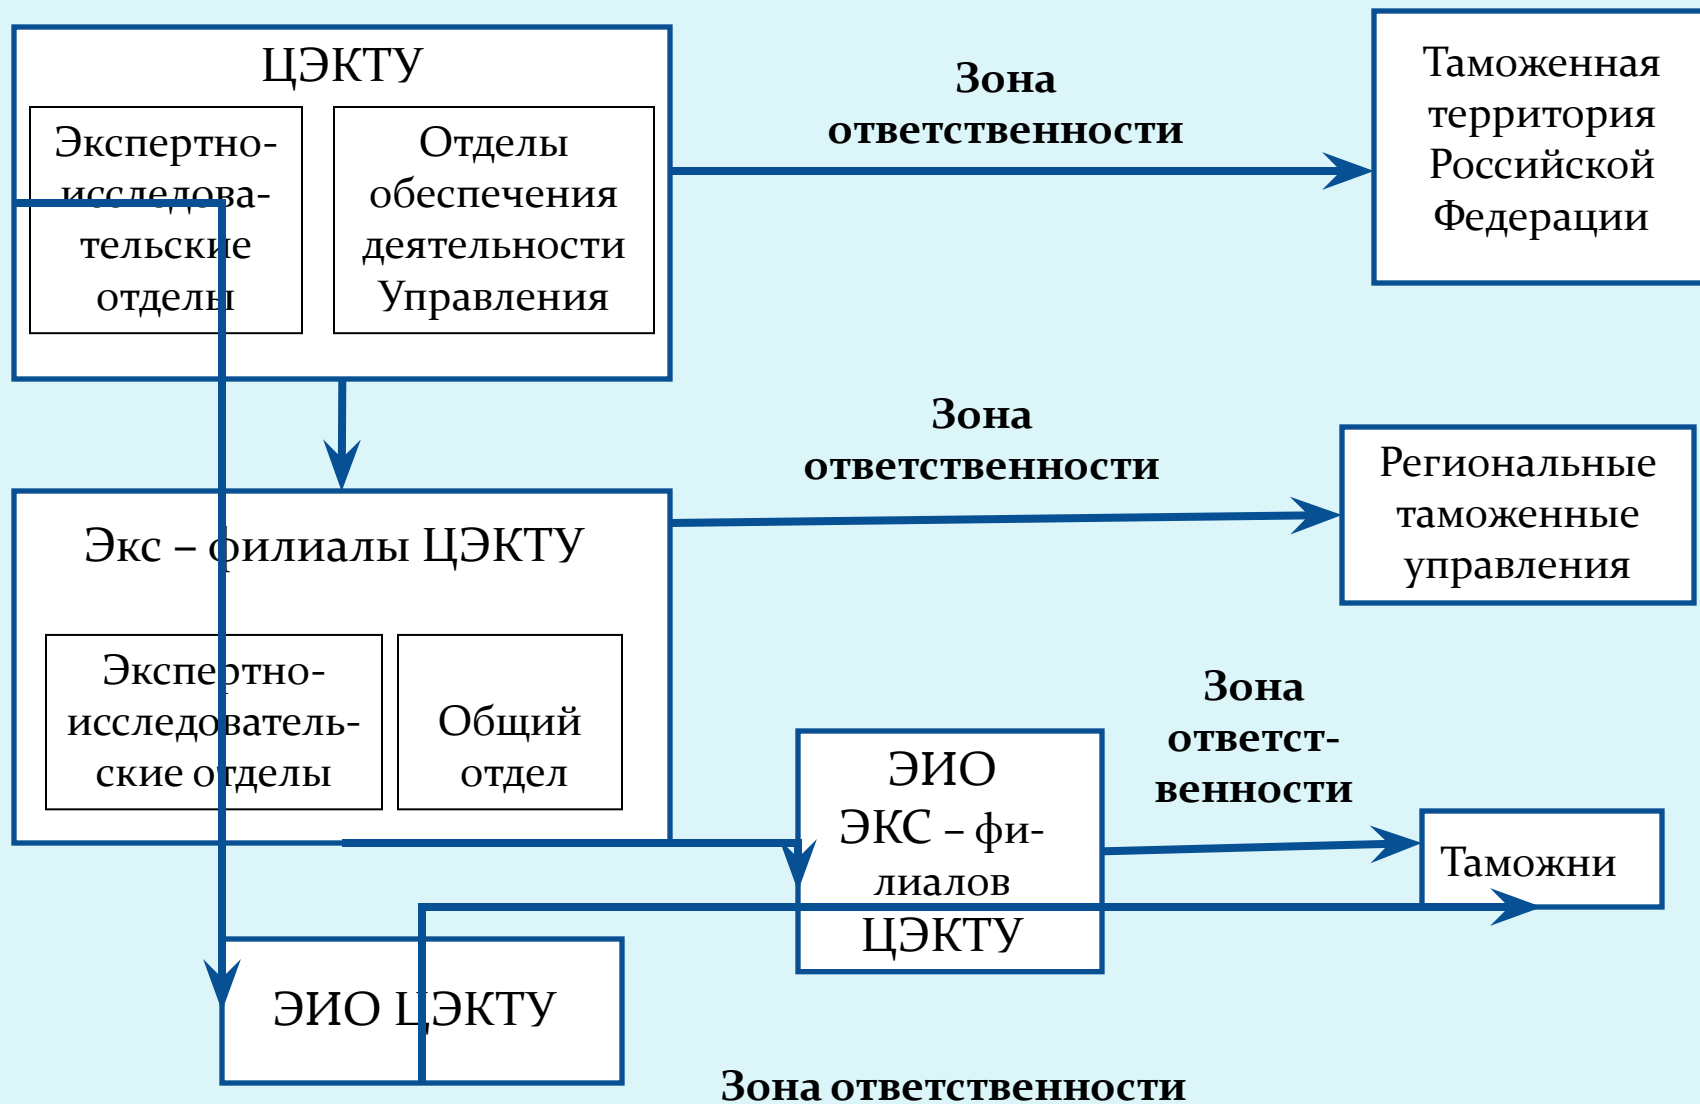 ЦЭКТУ
Экспертно-
исследова-
тельские
отделы
Отделы
обеспечения
деятельности
Управления
Зона
ответственности
Таможенная
территория
Российской
Федерации
Экс – филиалы ЦЭКТУ
Экспертно-
исследователь-
ские отделы
Общий
отдел
Зона
ответственности
Региональные
таможенные
управления
ЭИО
ЭКС – фи-
лиалов
ЦЭКТУ
Зона
ответст-
венности
Таможни
ЭИО ЦЭКТУ
Зона ответственности